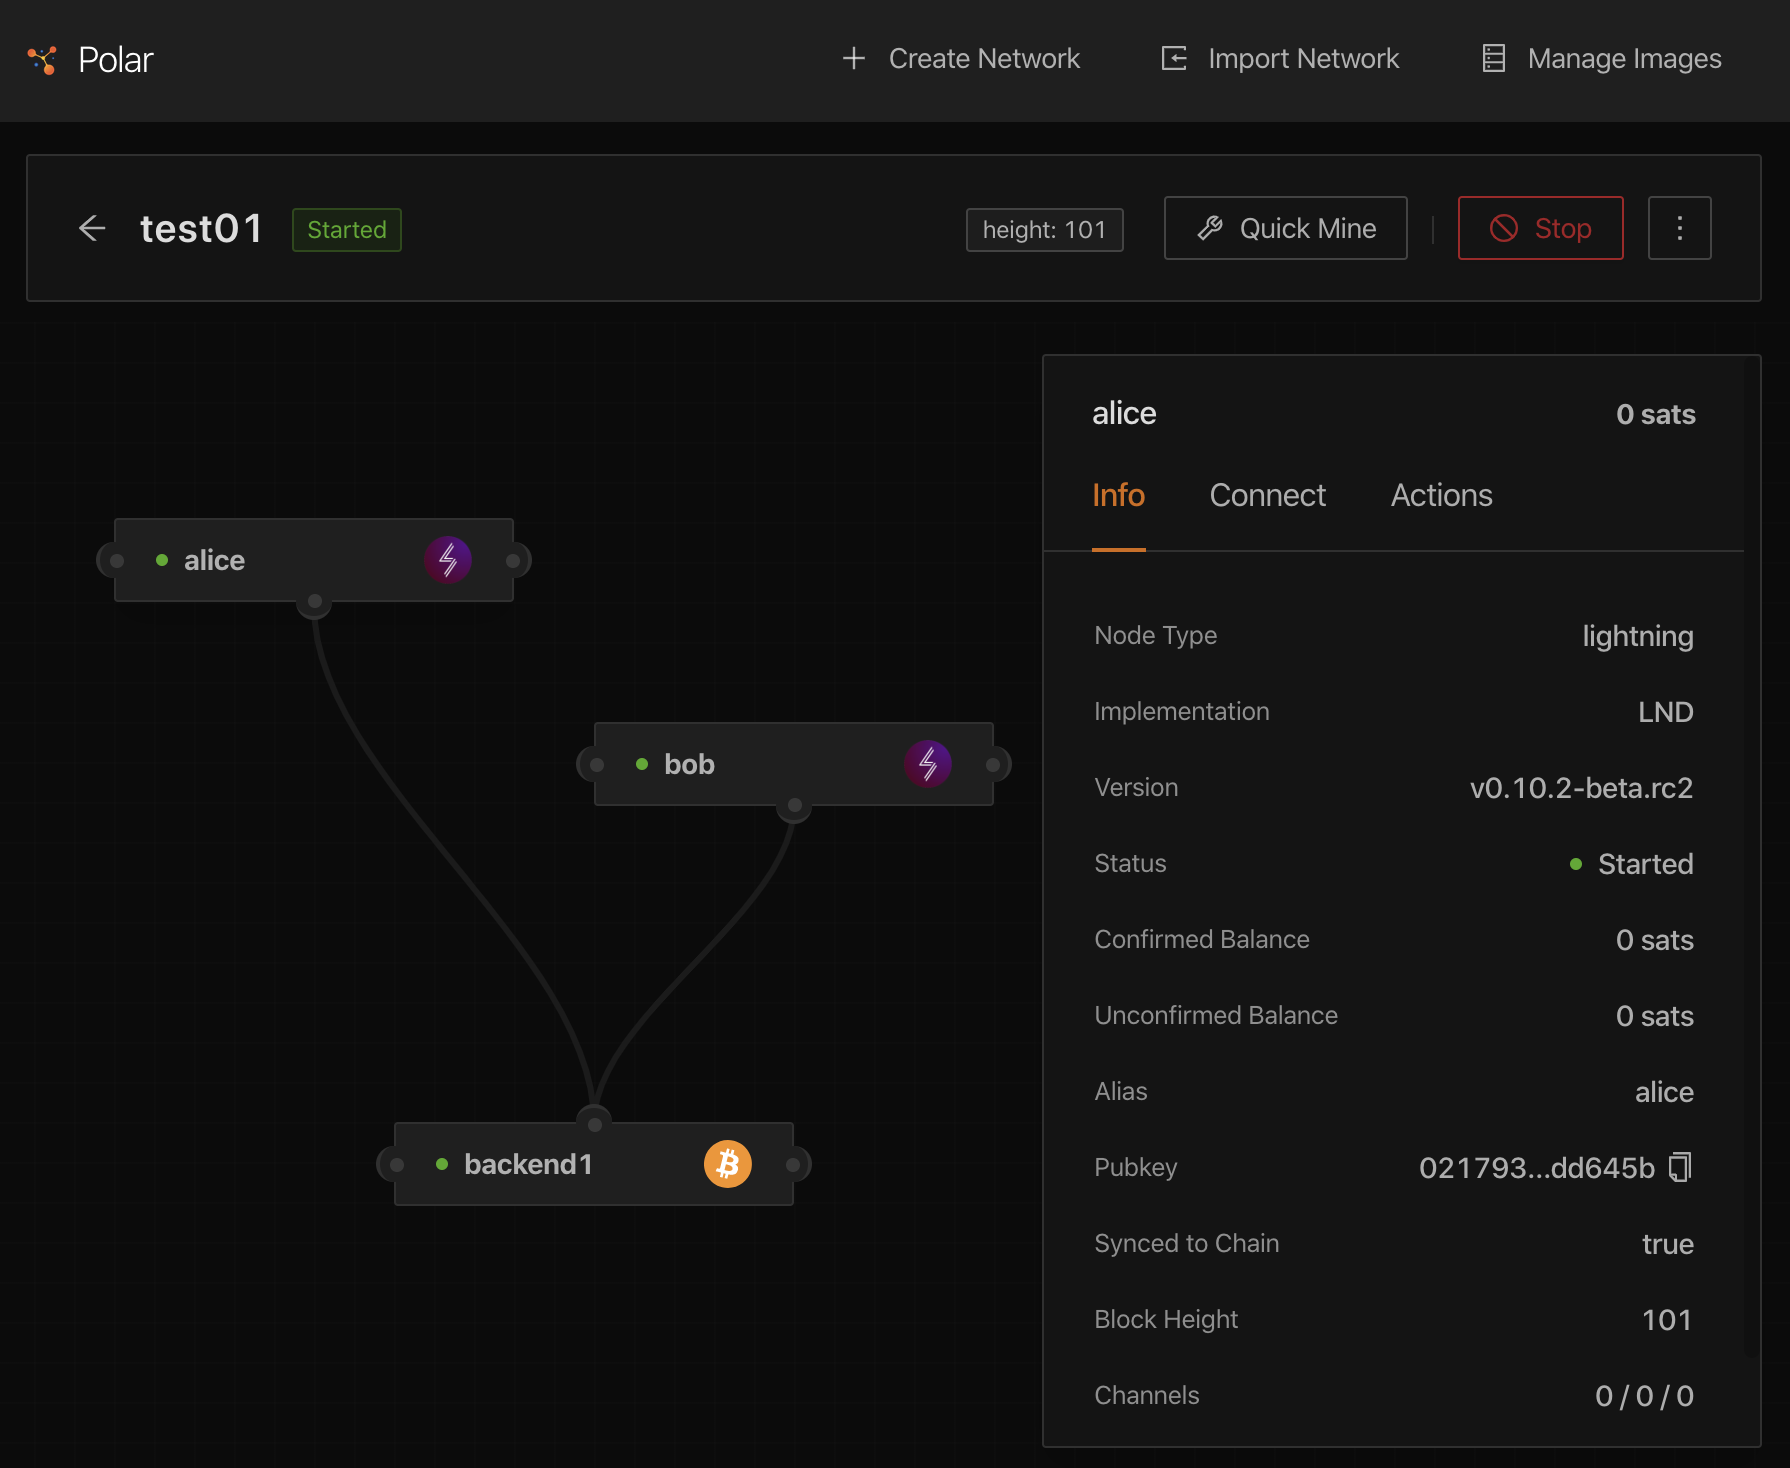 Polar
Create Network
Import Network
Manage Images
test01
Started
height: 101
Quick Mine
Stop
alice
bob
backend1
alice
0 sats
Info
Connect
Actions
Node Type
lightning
Implementation
LND
Version
v0.10.2-beta.rc2
Status
Started
Confirmed Balance
0 sats
Unconfirmed Balance
0 sats
Alias
alice
Pubkey
021793...dd645b
Synced to Chain
true
Block Height
101
Channels
0 / 0 / 0